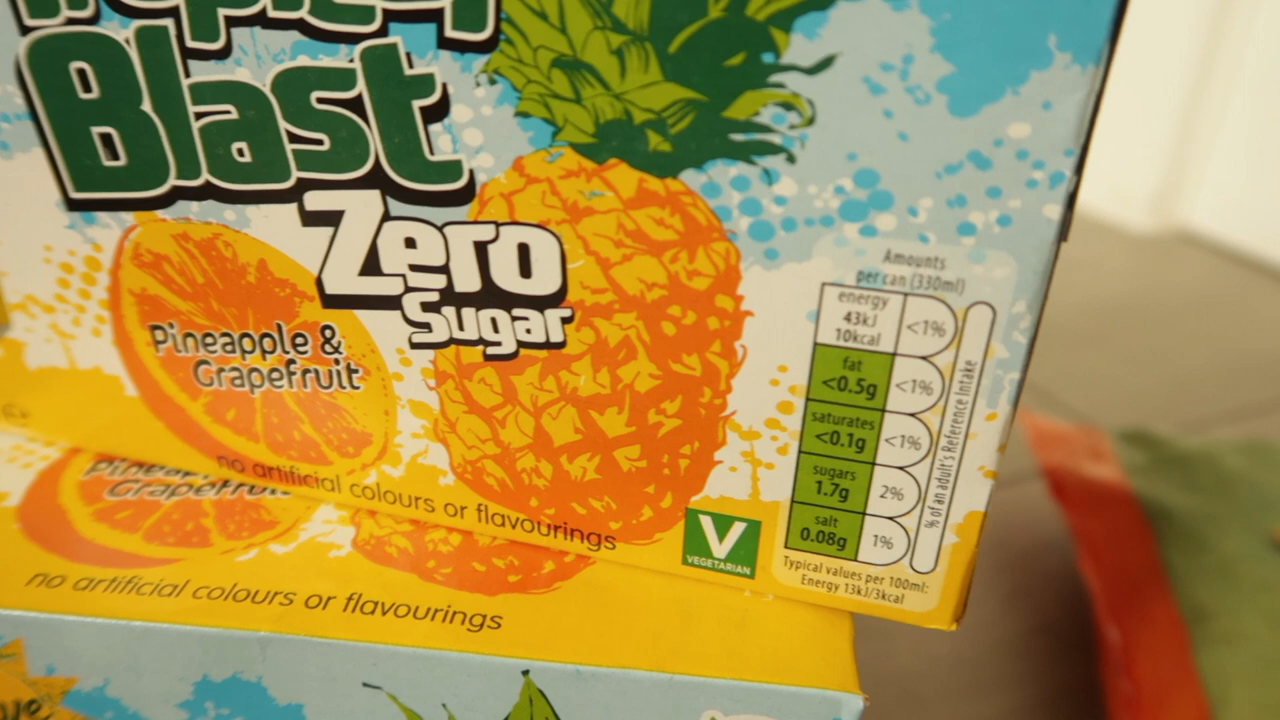 Tropical
Blast
Zero
Sugar
Pineapple &
Grapefruit
no artificial colours or flavourings
VEGETARIAN
Amounts
per can (330ml)
energy
43kJ
10kcal
<1%
fat
<0.5g
<1%
saturates
<0.1g
<1%
sugars
1.7g
2%
salt
0.08g
1%
% of an adult's Reference Intake
Typical values per 100ml:
Energy 13kJ/3kcal
Pineapple
Grapefruit
no artificial colours or flavourings